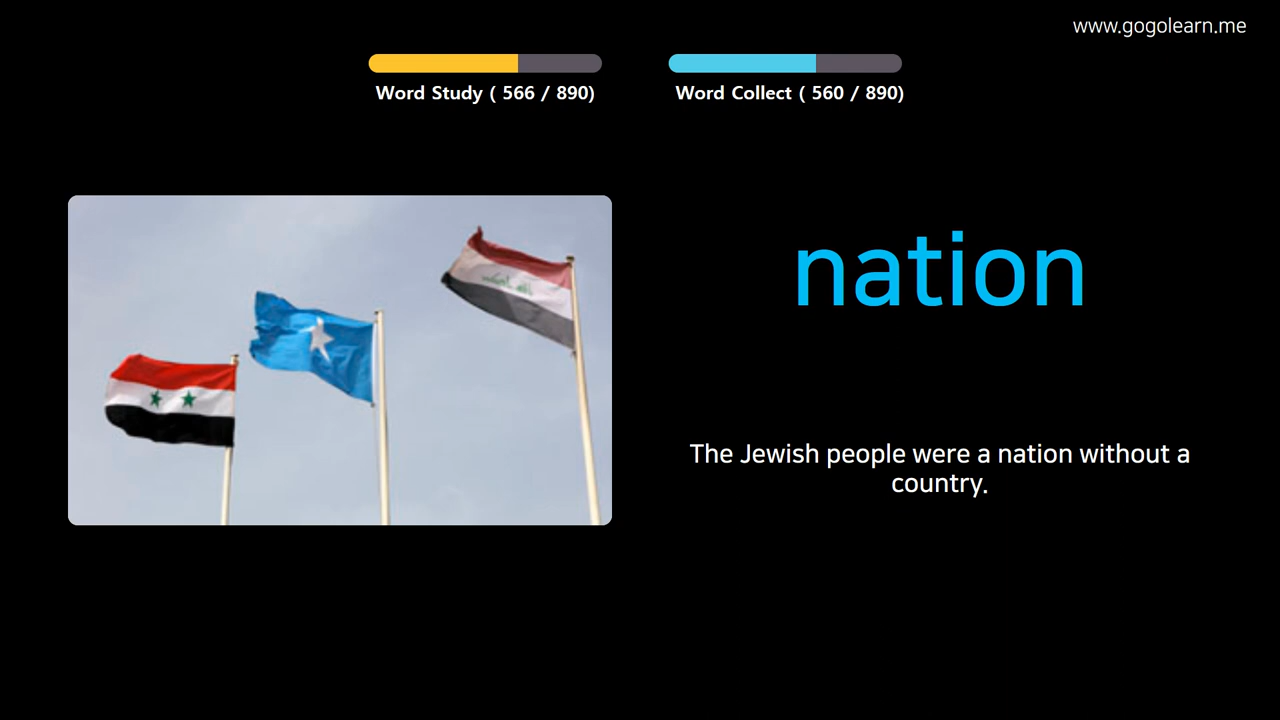 www.gogolearn.me
Word Study ( 566 / 890)
Word Collect ( 560 / 890)
nation
The Jewish people were a nation without a
country.